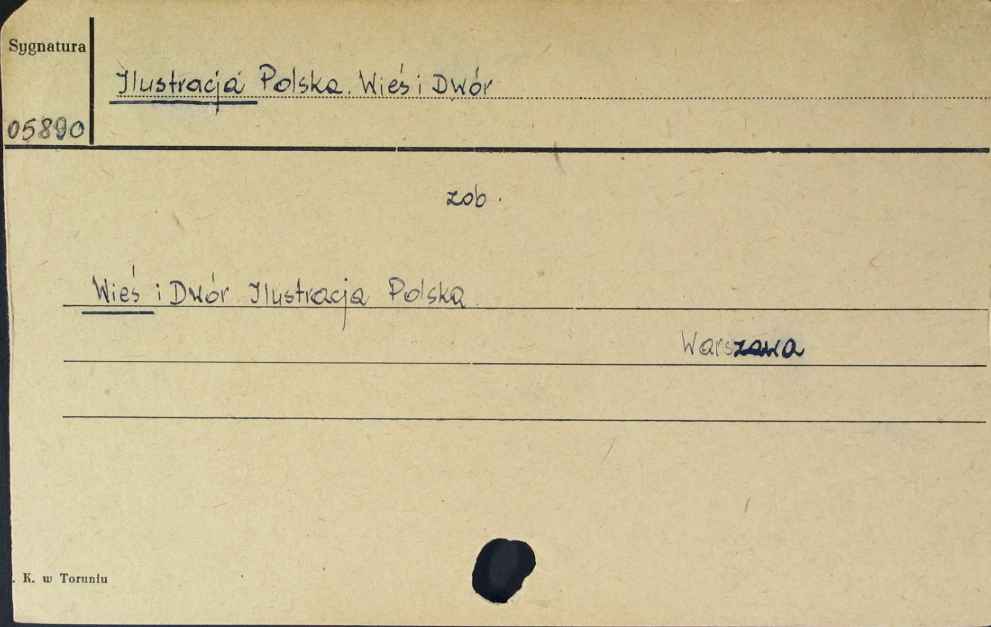 Sygnatura
Ilustracja Polska. Wieś i Dwór
05890
zob.
Wieś i Dwór. Ilustracja Polska
Warszawa
. K. w Toruniu